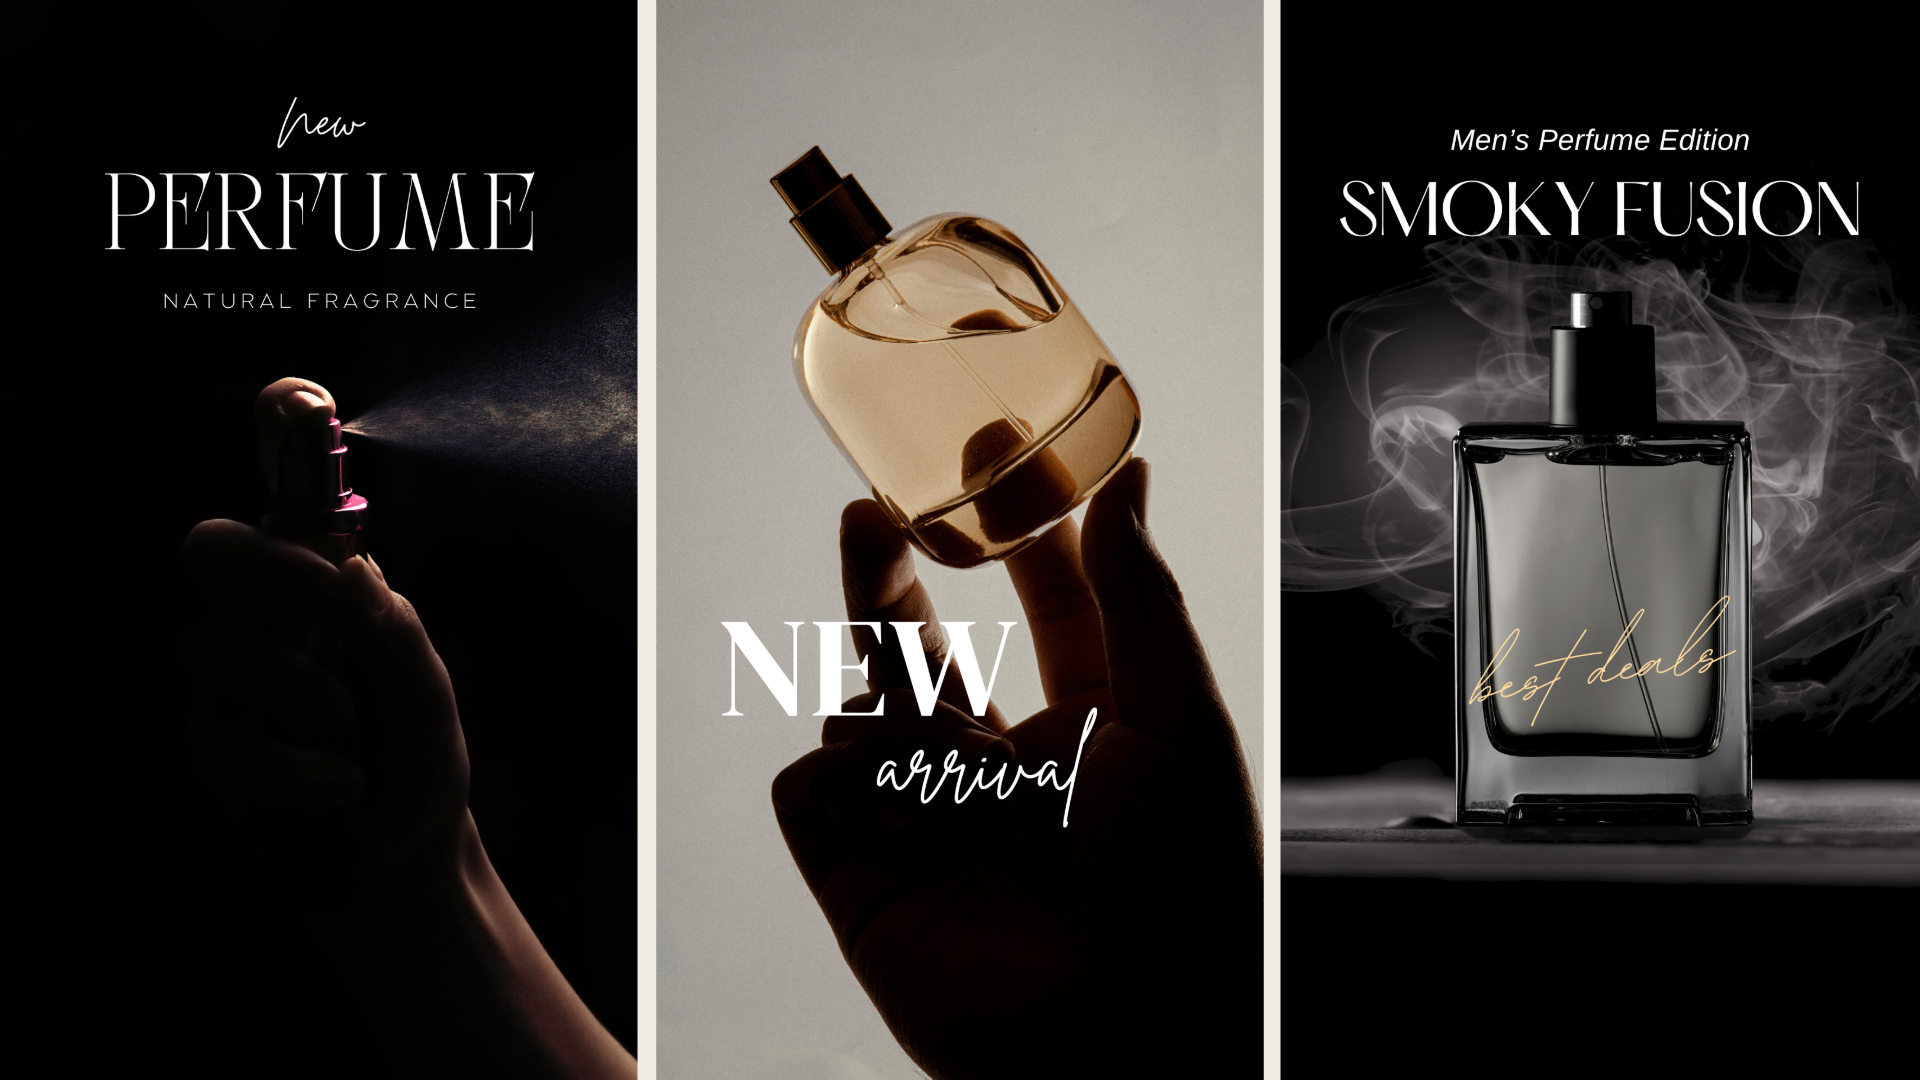 new
PERFUME
NATURAL FRAGRANCE
NEW
arrival
Men’s Perfume Edition
SMOKY FUSION
best deals